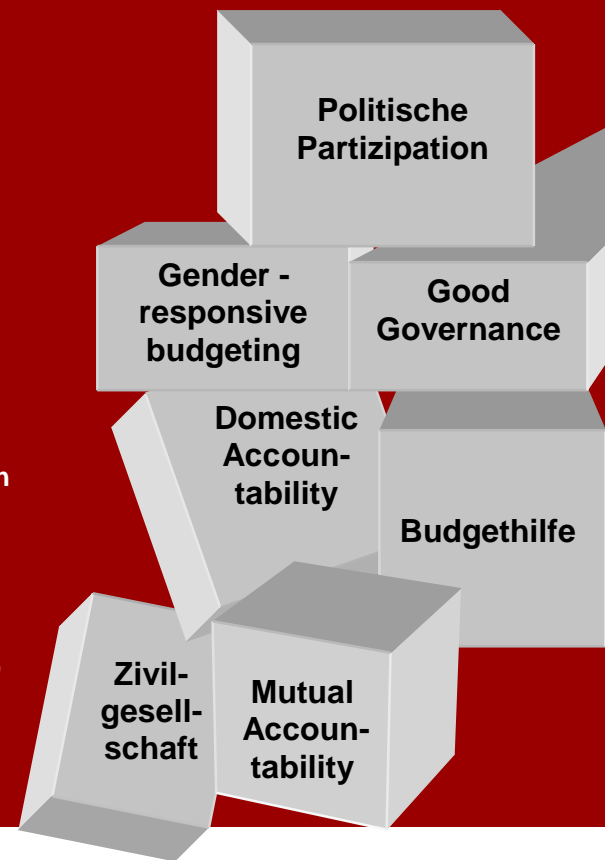 Politische
Partizipation
Gender -
responsive
budgeting
Good
Governance
Domestic
Accoun-
tability
n
Budgethilfe
Zivil-
gesell-
schaft
Mutual
Accoun-
tability